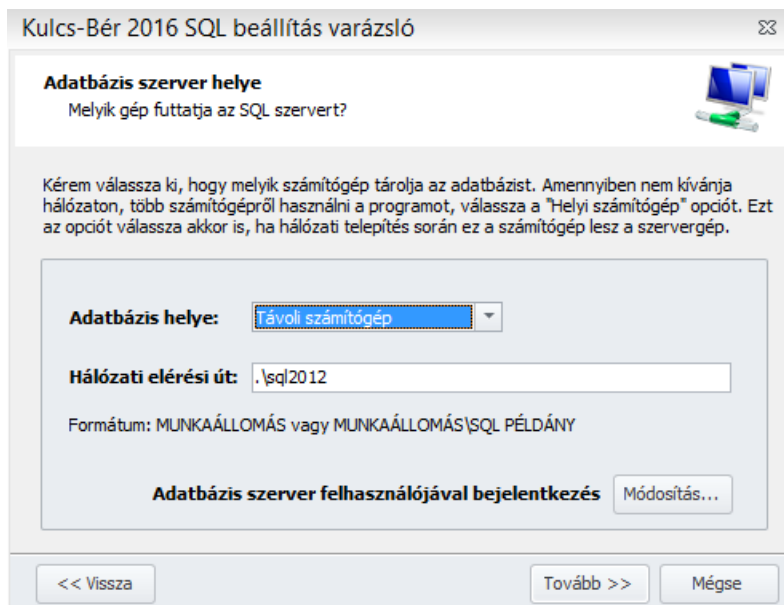 Kulcs-Bér 2016 SQL beállítás varázsló
Adatbázis szerver helye
Melyik gép futtatja az SQL szervert?
Kérem válassza ki, hogy melyik számítógép tárolja az adatbázist. Amennyiben nem kívánja
hálózaton, több számítógépről használni a programot, válassza a "Helyi számítógép" opciót. Ezt
az opciót válassza akkor is, ha hálózati telepítés során ez a számítógép lesz a szervergép.
Adatbázis helye: Távoli számítógép
Hálózati elérési út: .\sql2012
Formátum: MUNKAÁLLOMÁS vagy MUNKAÁLLOMÁS\SQL PÉLDÁNY
Adatbázis szerver felhasználójával bejelentkezés Módosítás...
<< Vissza Tovább >> Mégse